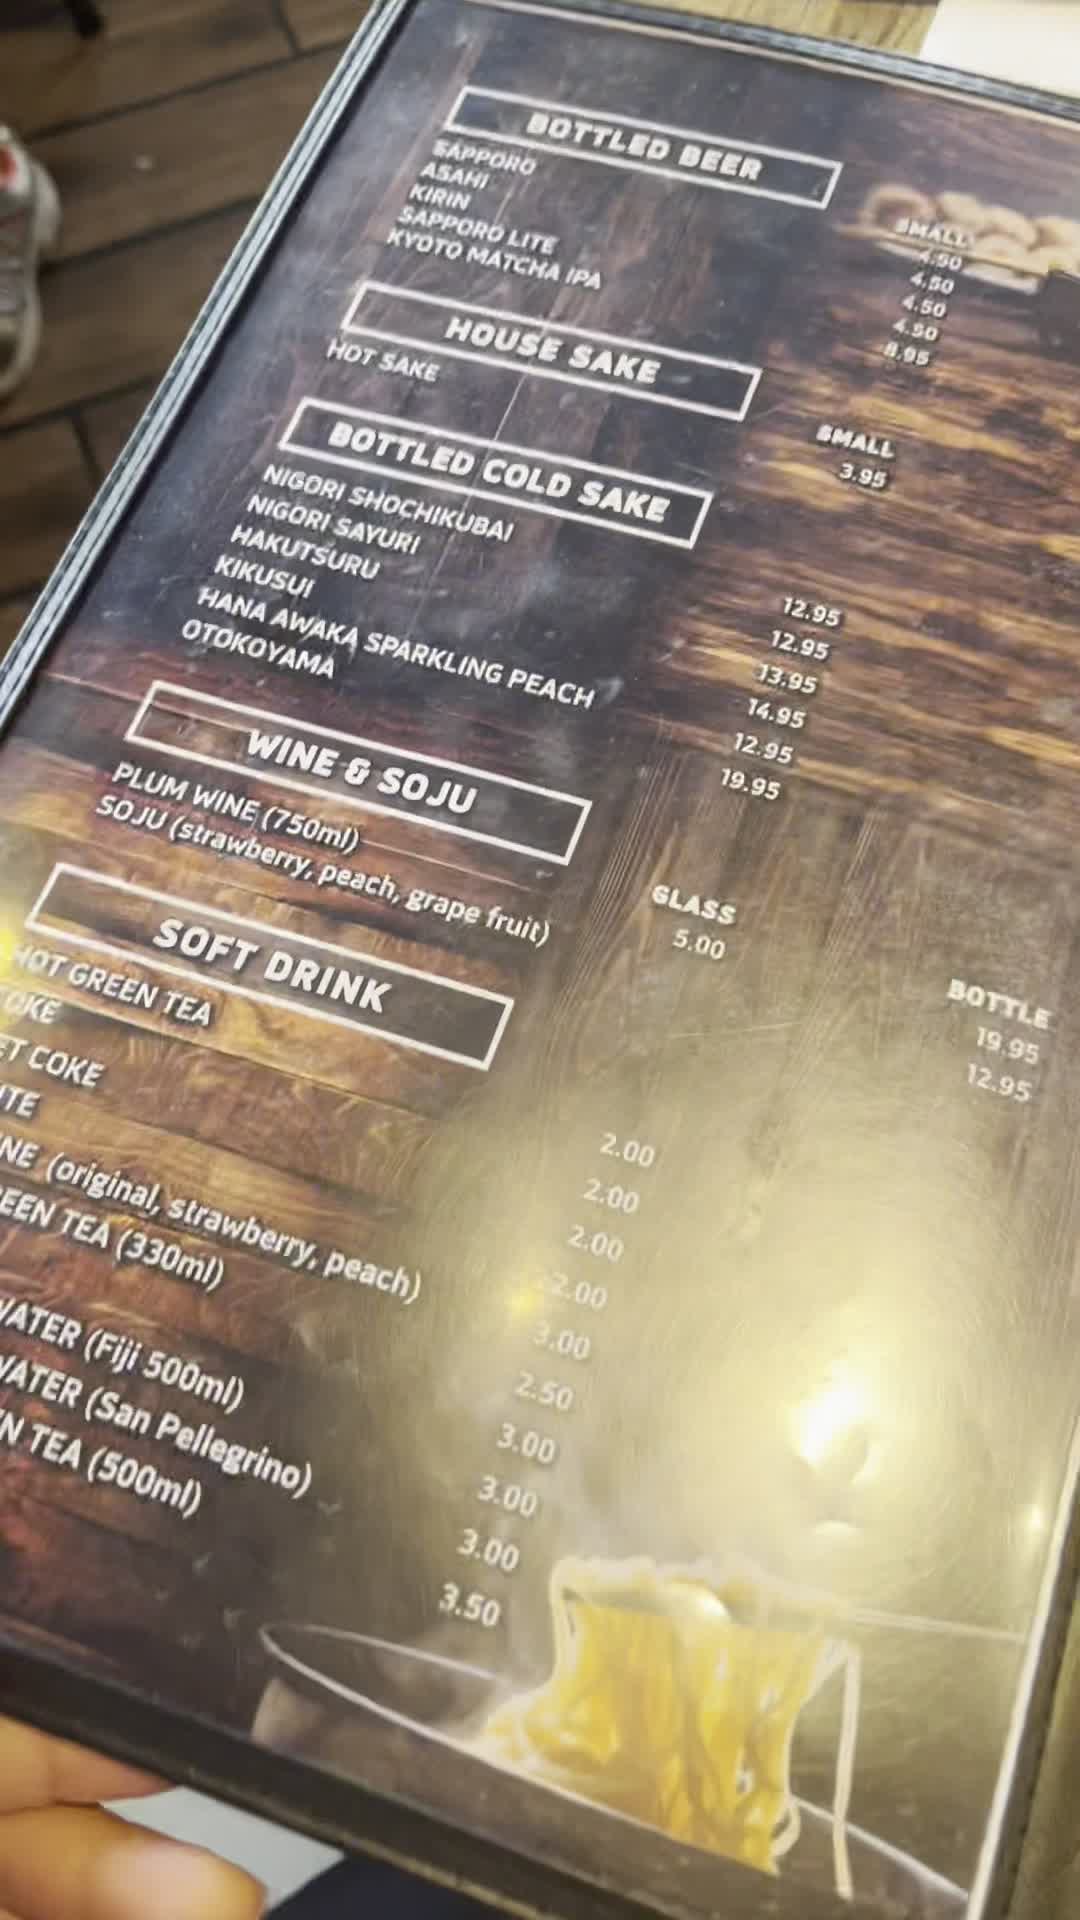 BOTTLED BEER
SMALL
SAPPORO 4.50
ASAHI 4.50
KIRIN 4.50
SAPPORO LITE 4.50
KYOTO MATCHA IPA 8.95
HOUSE SAKE
SMALL
HOT SAKE 3.95
BOTTLED COLD SAKE
NIGORI SHOCHIKUBAI 12.95
NIGORI SAYURI 12.95
HAKUTSURU 13.95
KIKUSUI 14.95
HANA AWAKA SPARKLING PEACH 12.95
OTOKOYAMA 19.95
WINE & SOJU
GLASS BOTTLE
PLUM WINE (750ml) 5.00 19.95
SOJU (strawberry, peach, grape fruit) 12.95
SOFT DRINK
HOT GREEN TEA 2.00
OKE 2.00
ET COKE 2.00
ITE 2.00
NE (original, strawberry, peach) 3.00
EEN TEA (330ml) 2.50
3.00
WATER (Fiji 500ml) 3.00
WATER (San Pellegrino) 3.00
N TEA (500ml) 3.50